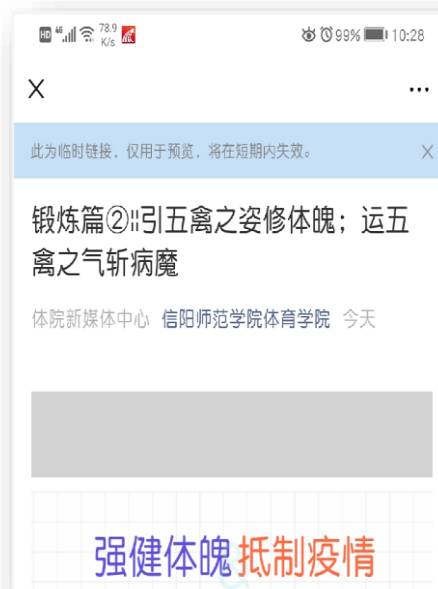 HD 46 78.9 K/s 99% 10:28
X
...
此为临时链接，仅用于预览，将在短期内失效。 X
锻炼篇②::引五禽之姿修体魄；运五
禽之气斩病魔
体院新媒体中心 信阳师范学院体育学院 今天
强健体魄 抵制疫情